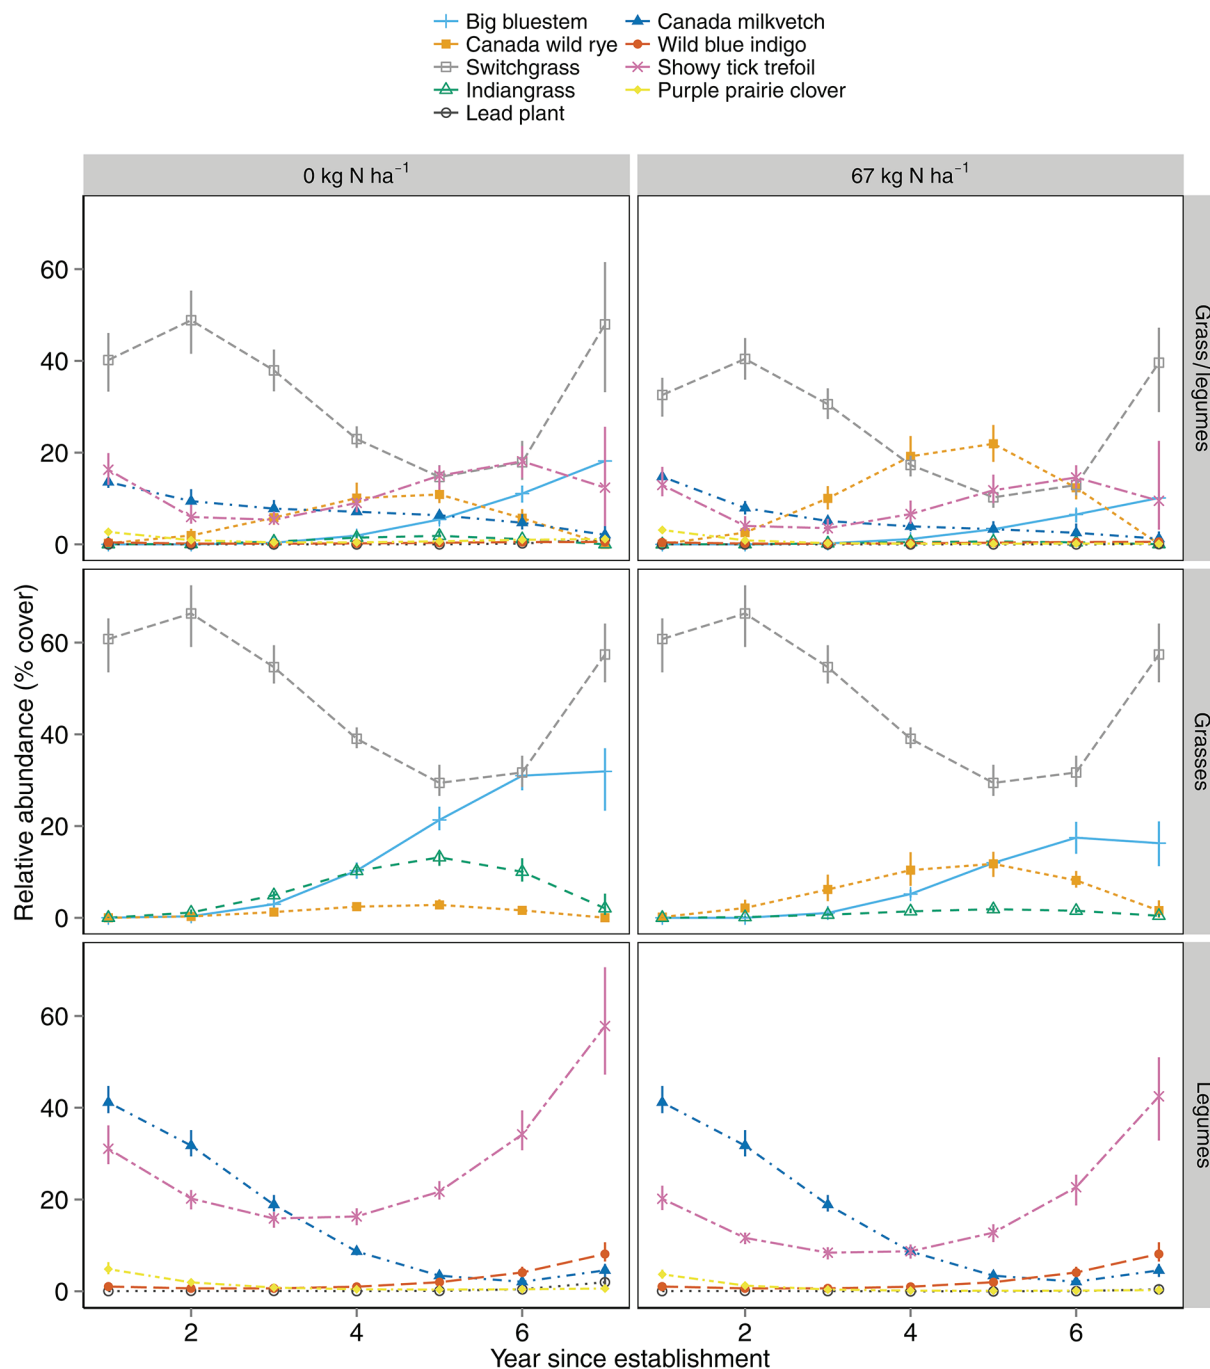 Big bluestem
Canada wild rye
Switchgrass
Indiangrass
Lead plant
Canada milkvetch
Wild blue indigo
Showy tick trefoil
Purple prairie clover
0 kg N ha⁻¹
67 kg N ha⁻¹
60
40
20
0
Grass/legumes
60
40
20
0
Grasses
60
40
20
0
Legumes
Relative abundance (% cover)
2 4 6
2 4 6
Year since establishment